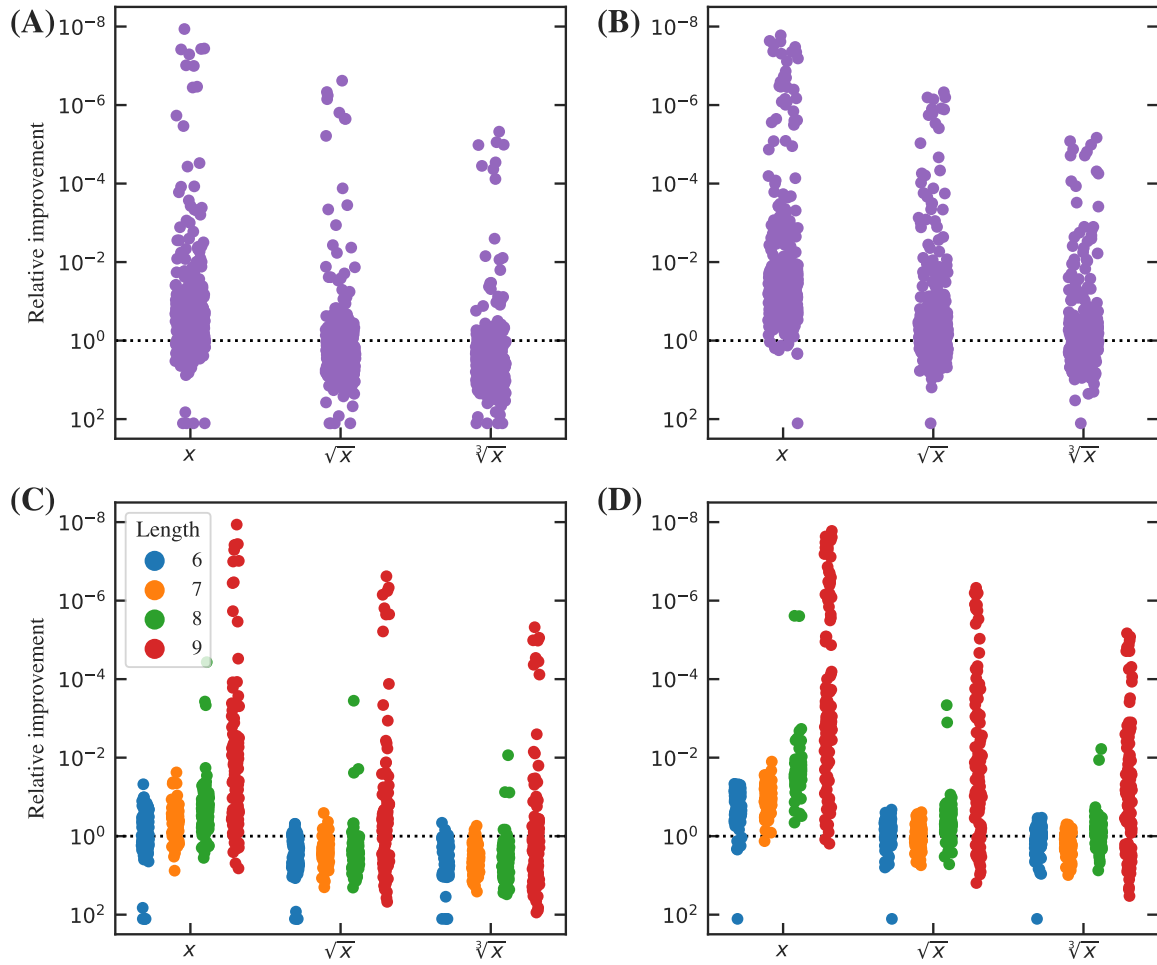 (A)
Relative improvement
10⁻⁸
10⁻⁶
10⁻⁴
10⁻²
10⁰
10²
x
√x
∛x
(B)
10⁻⁸
10⁻⁶
10⁻⁴
10⁻²
10⁰
10²
x
√x
∛x
(C)
Relative improvement
10⁻⁸
10⁻⁶
10⁻⁴
10⁻²
10⁰
10²
Length
6
7
8
9
x
√x
∛x
(D)
10⁻⁸
10⁻⁶
10⁻⁴
10⁻²
10⁰
10²
x
√x
∛x